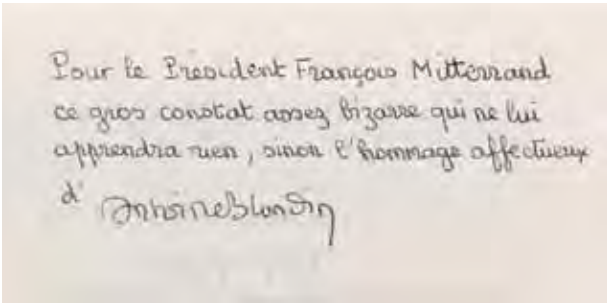 Pour le Président François Mitterrand
ce gros constat assez bizarre qui ne lui
apprendra rien, sinon l'hommage affectueux
d' Antoine Blondin